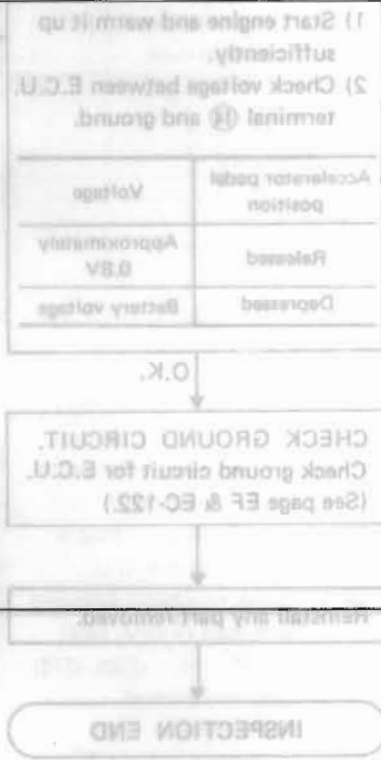 1) Start engine and warm it up
sufficiently.
2) Check voltage between E.C.U.
terminal ⑭ and ground.
Accelerator pedal position Voltage
Released Approximately 0.8V
Depressed Battery voltage
O.K.
CHECK GROUND CIRCUIT.
Check ground circuit for E.C.U.
(See page EF & EC-122.)
Reinstall any part removed.
INSPECTION END